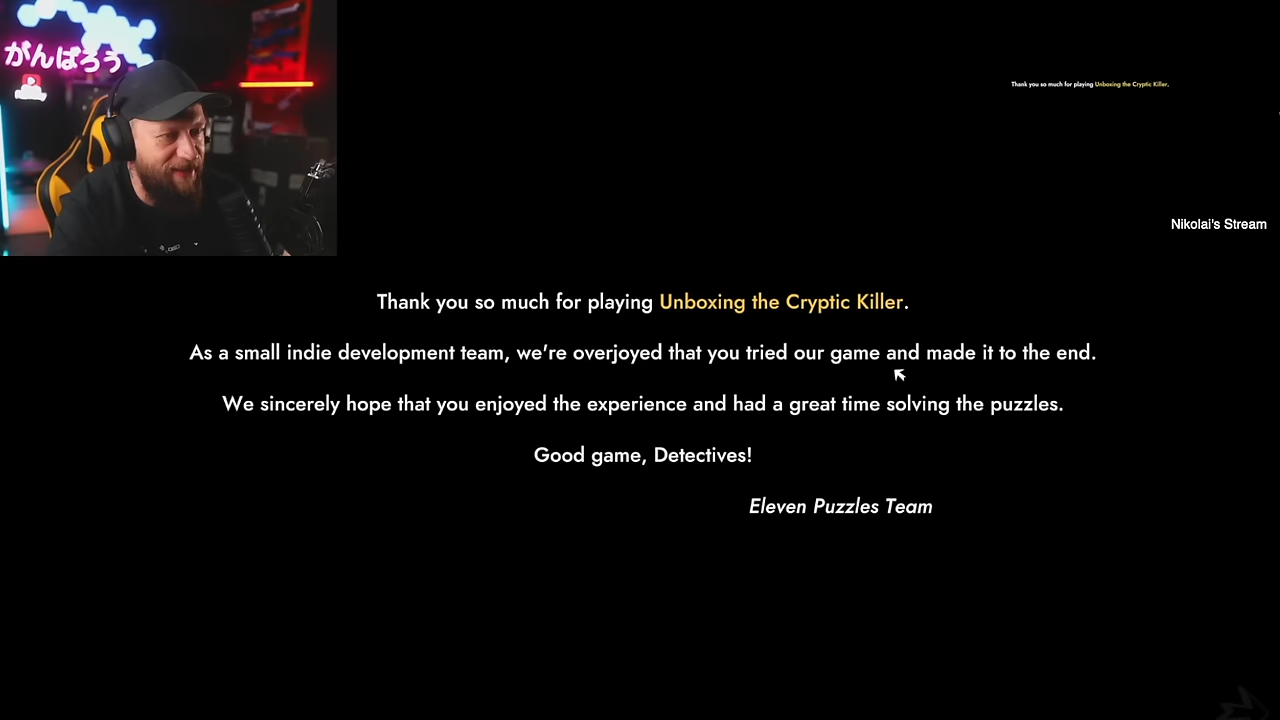 がんばろう
Thank you so much for playing Unboxing the Cryptic Killer.
Nikolai's Stream
Thank you so much for playing Unboxing the Cryptic Killer.
As a small indie development team, we're overjoyed that you tried our game and made it to the end.
We sincerely hope that you enjoyed the experience and had a great time solving the puzzles.
Good game, Detectives!
Eleven Puzzles Team